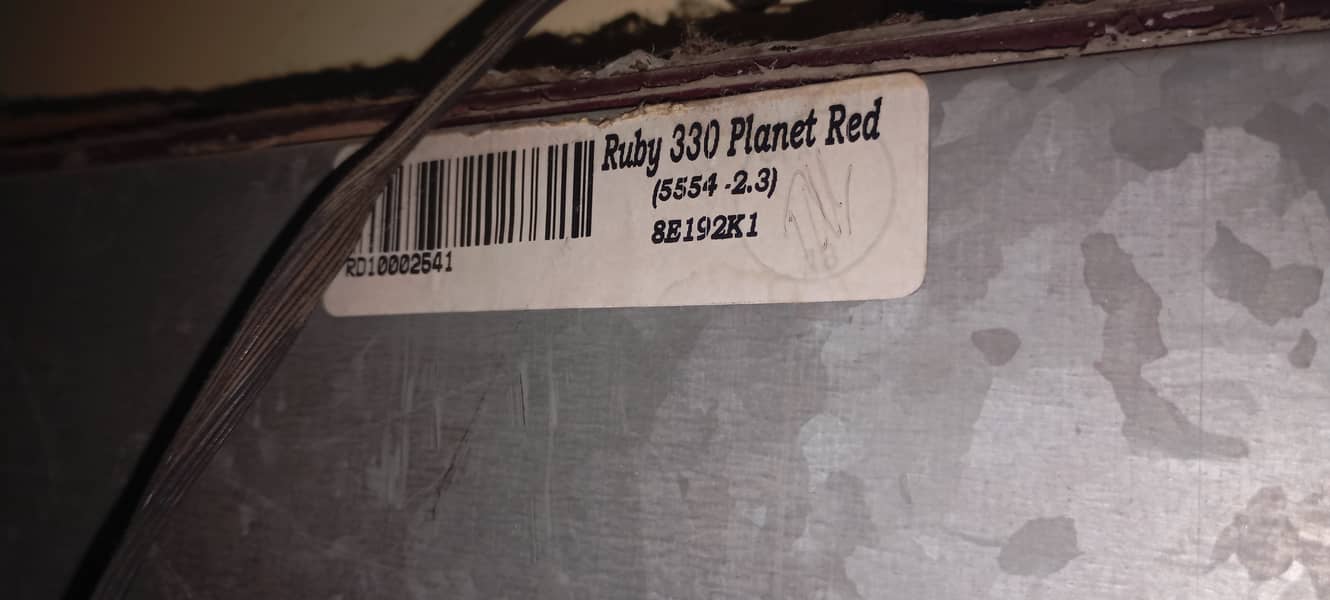 Ruby 330 Planet Red
(5554 -2.3)
8E192K1
RD10002541